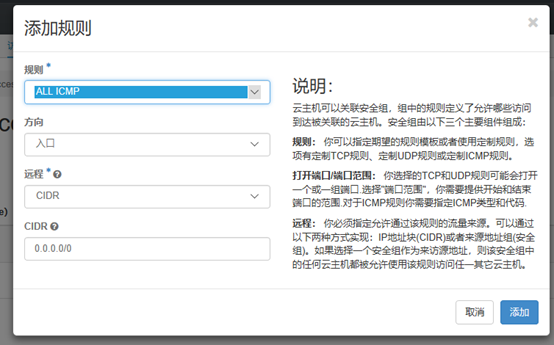 添加规则
×
规则 *
ALL ICMP
方向
入口
远程 *
CIDR
CIDR
0.0.0.0/0
说明：
云主机可以关联安全组，组中的规则定义了允许哪些访问
到达被关联的云主机。安全组由以下三个主要组件组成：
规则： 你可以指定期望的规则模板或者使用定制规则，选
项有定制TCP规则、定制UDP规则或定制ICMP规则。
打开端口/端口范围： 你选择的TCP和UDP规则可能会打开
一个或一组端口.选择"端口范围"，你需要提供开始和结束
端口的范围.对于ICMP规则你需要指定ICMP类型和代码.
远程： 你必须指定允许通过该规则的流量来源。可以通过
以下两种方式实现：IP地址块(CIDR)或者来源地址组(安全
组)。如果选择一个安全组作为来访源地址，则该安全组中
的任何云主机都被允许使用该规则访问任一其它云主机。
取消
添加